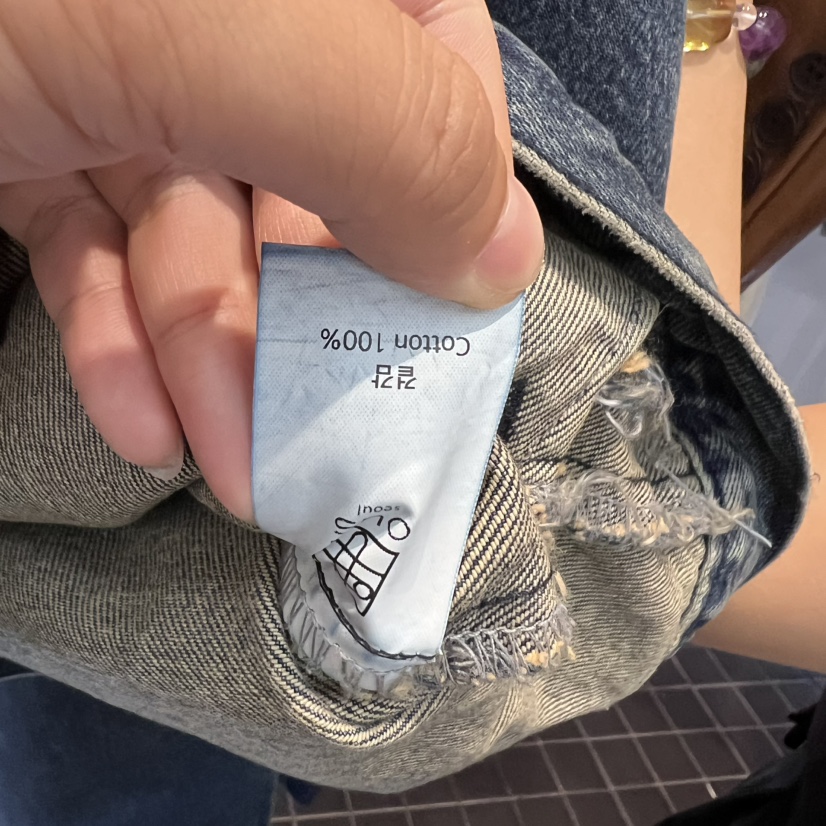 seoul
겉감
Cotton 100%